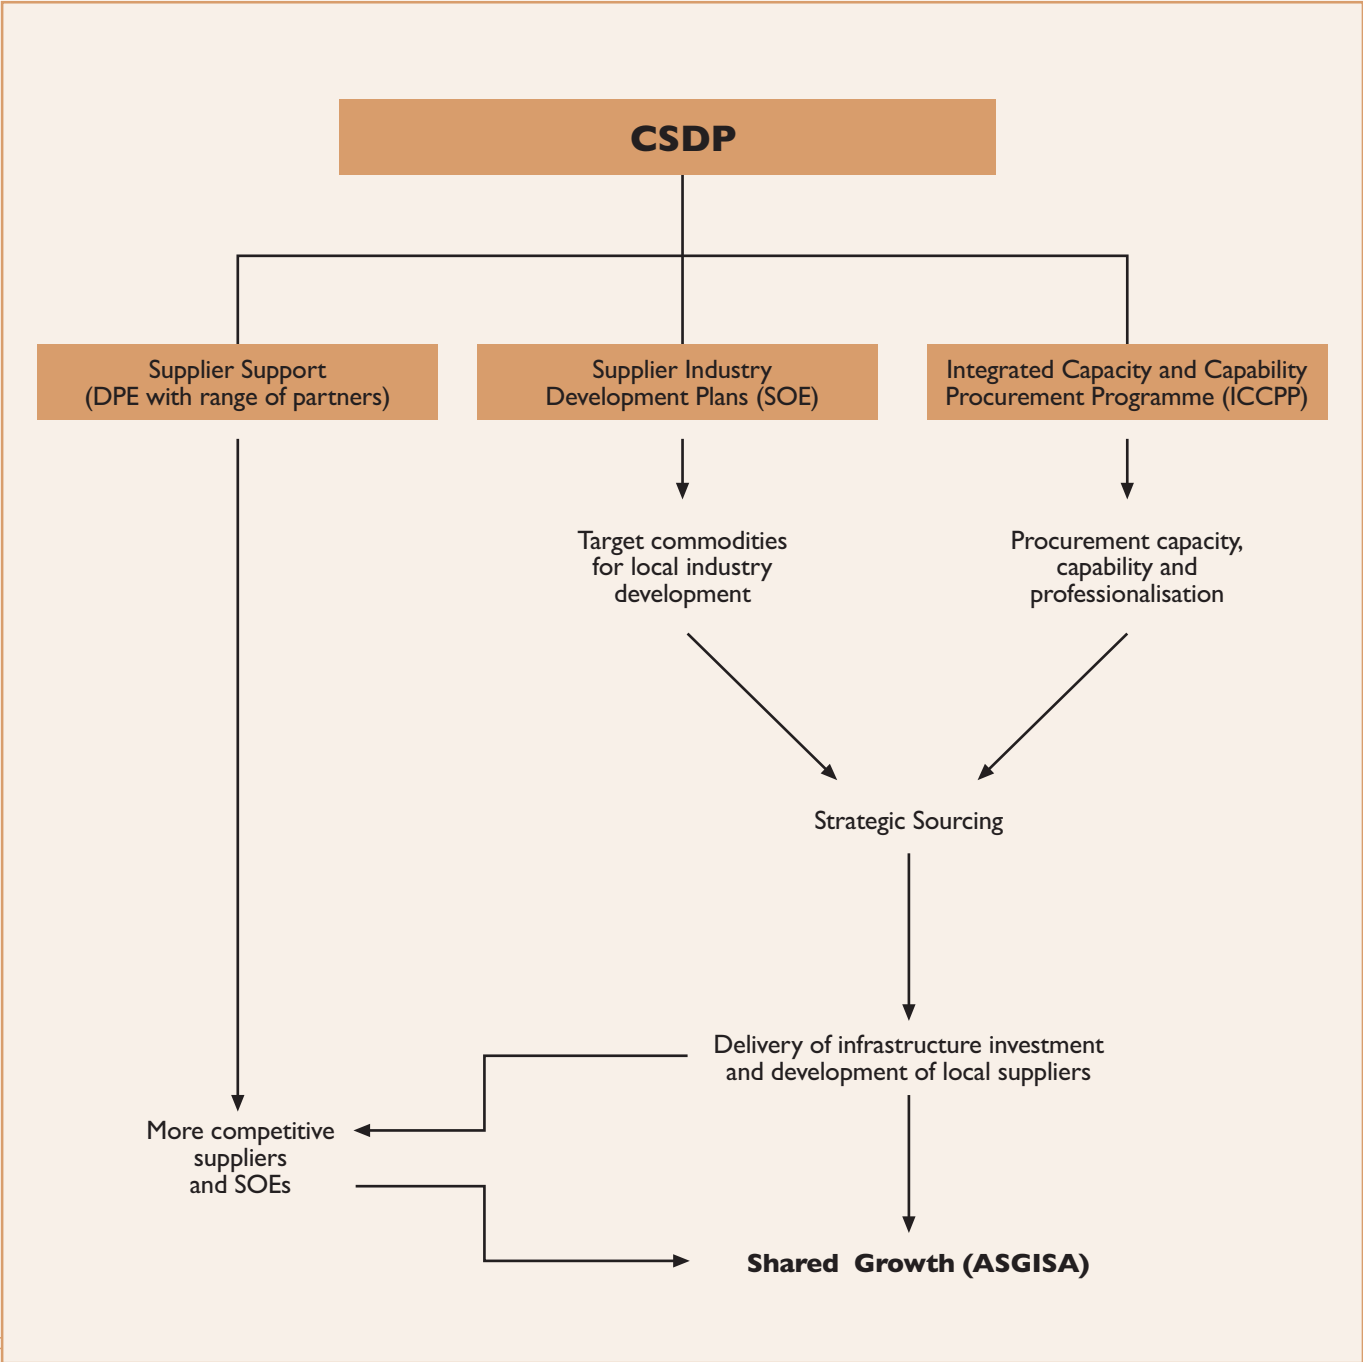 CSDP
Supplier Support
(DPE with range of partners)
Supplier Industry
Development Plans (SOE)
Integrated Capacity and Capability
Procurement Programme (ICCPP)
Target commodities
for local industry
development
Procurement capacity,
capability and
professionalisation
Strategic Sourcing
Delivery of infrastructure investment
and development of local suppliers
More competitive
suppliers
and SOEs
Shared Growth (ASGISA)